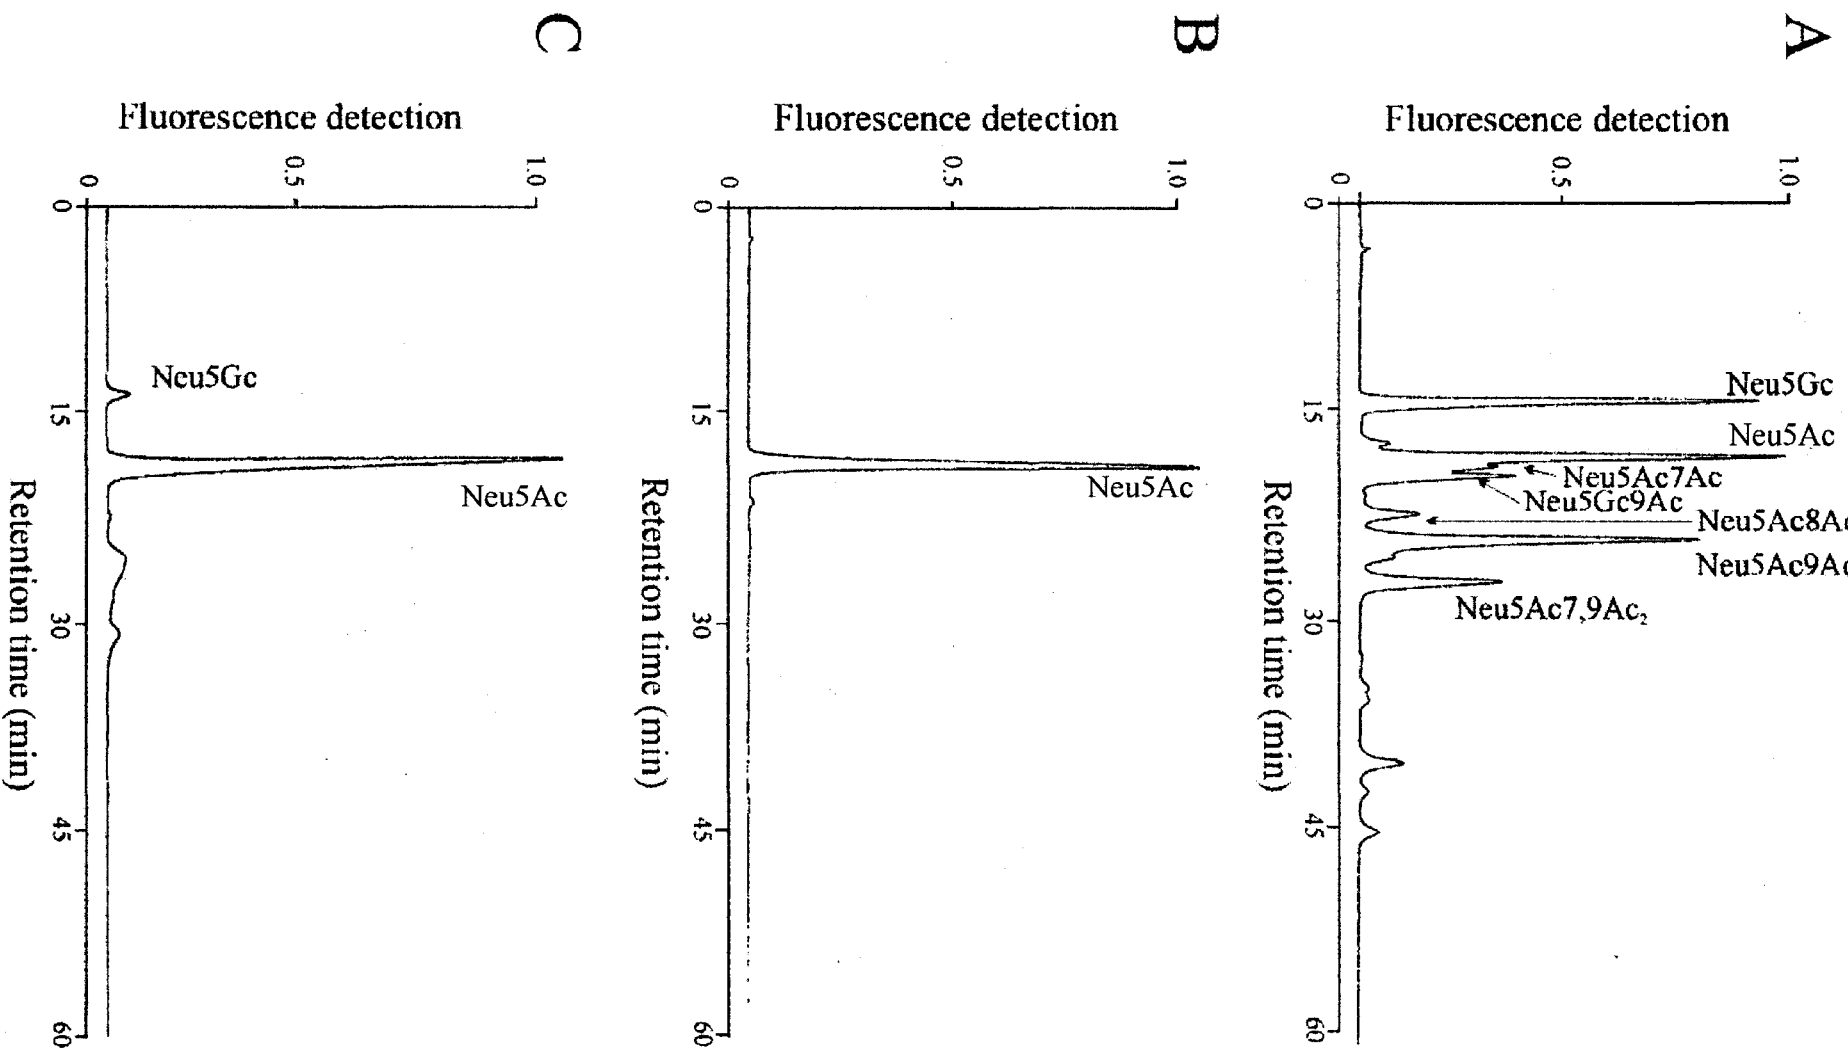 A
Fluorescence detection
1.0
0.5
0
Neu5Gc
Neu5Ac
Neu5Ac7Ac
Neu5Gc9Ac
Neu5Ac8Ac
Neu5Ac9Ac
Neu5Ac7,9Ac₂
0
15
30
45
60
Retention time (min)
B
Fluorescence detection
1.0
0.5
0
Neu5Ac
0
15
30
45
60
Retention time (min)
C
Fluorescence detection
1.0
0.5
0
Neu5Gc
Neu5Ac
0
15
30
45
60
Retention time (min)